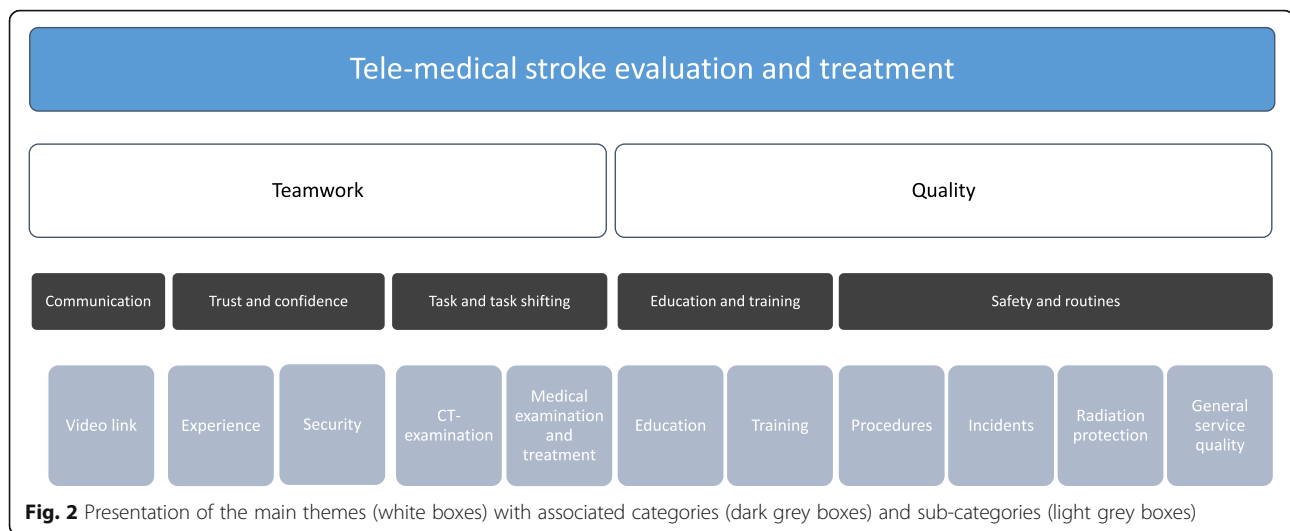 Tele-medical stroke evaluation and treatment
Teamwork
Quality
Communication
Trust and confidence
Task and task shifting
Education and training
Safety and routines
Video link
Experience
Security
CT-
examination
Medical
examination
and
treatment
Education
Training
Procedures
Incidents
Radiation
protection
General
service
quality
Fig. 2 Presentation of the main themes (white boxes) with associated categories (dark grey boxes) and sub-categories (light grey boxes)